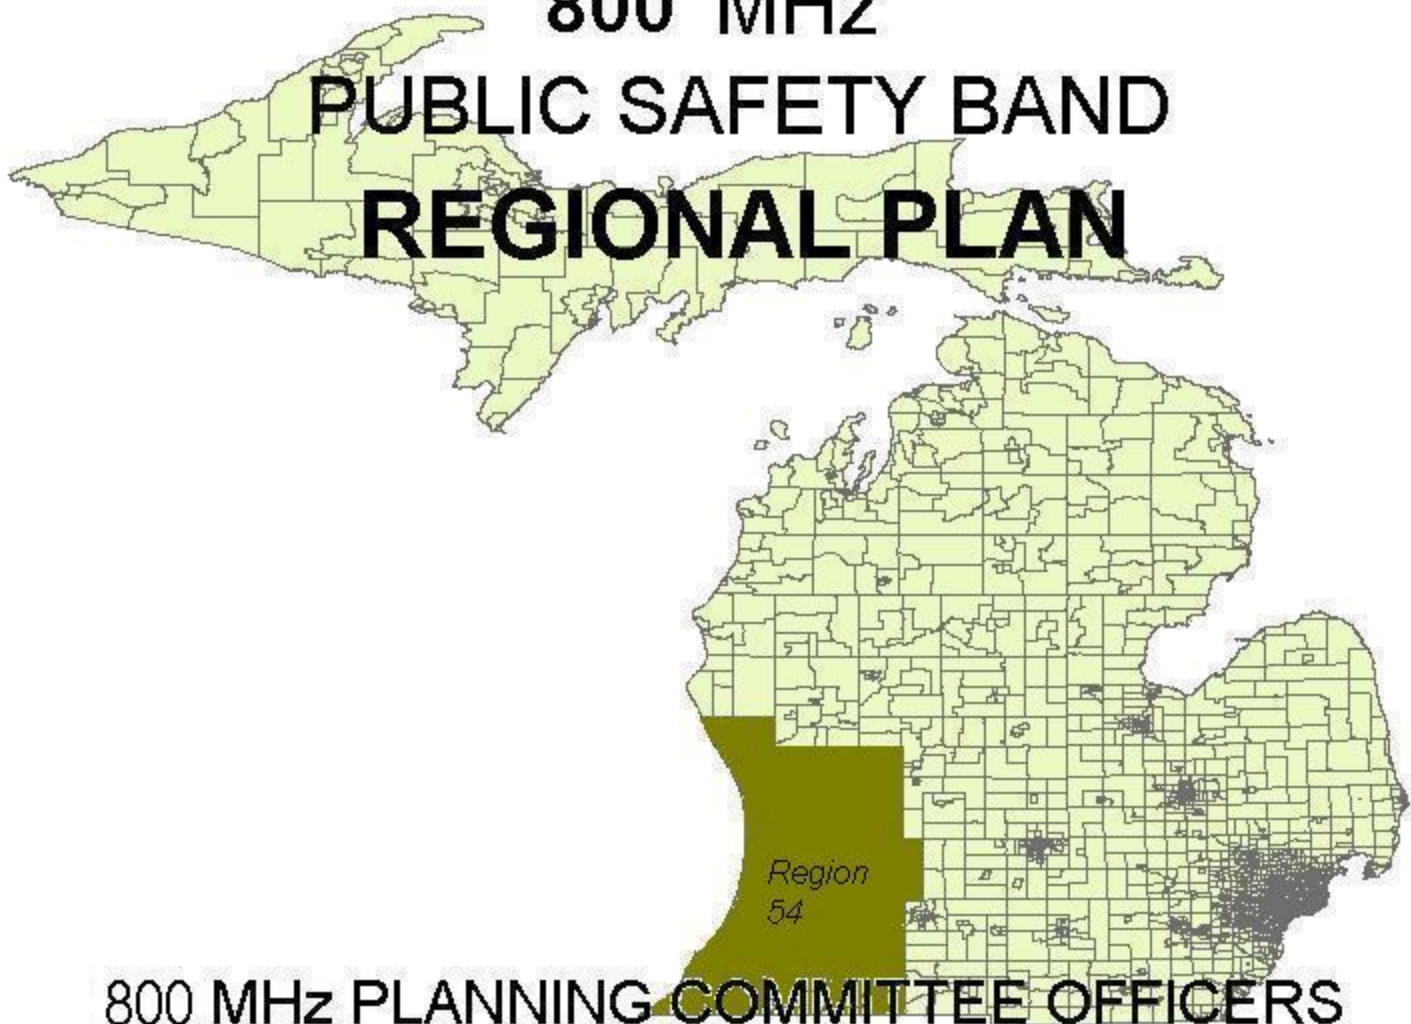 800 MHz
PUBLIC SAFETY BAND
REGIONAL PLAN
Region
54
800 MHz PLANNING COMMITTEE OFFICERS